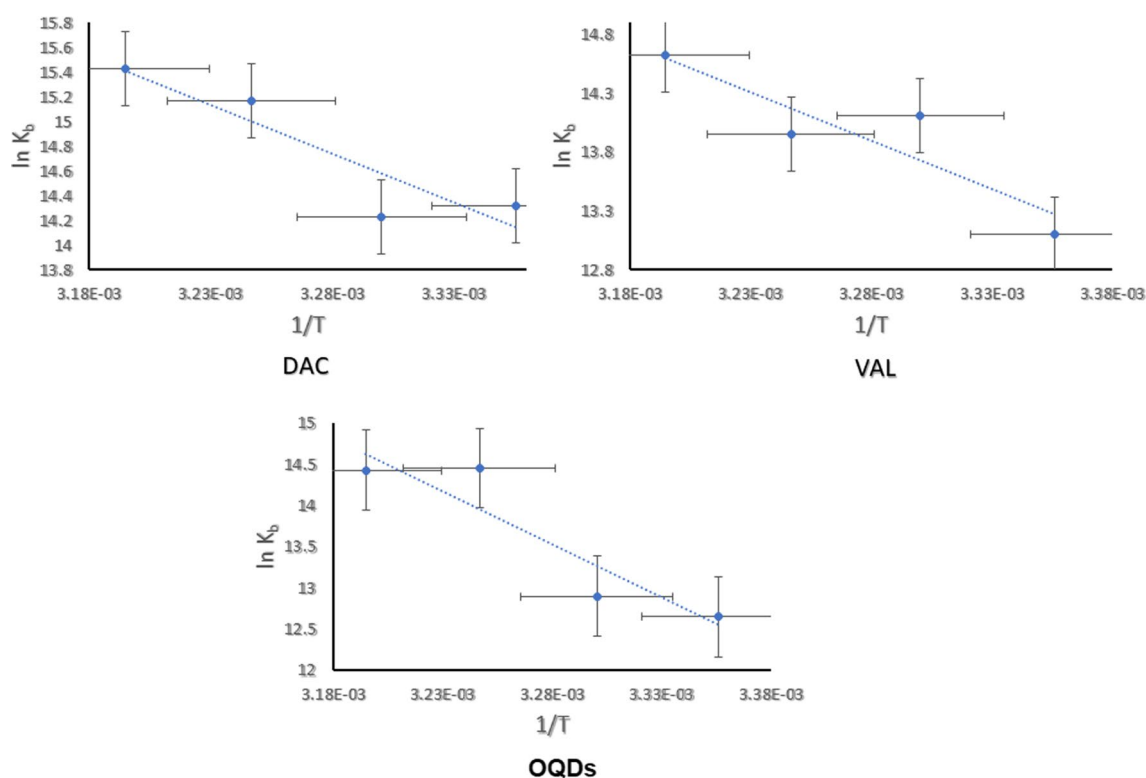 15.8
15.6
15.4
15.2
15
14.8
14.6
14.4
14.2
14
13.8
ln K_b
3.18E-03 3.23E-03 3.28E-03 3.33E-03
1/T
DAC
14.8
14.3
13.8
13.3
12.8
ln K_b
3.18E-03 3.23E-03 3.28E-03 3.33E-03 3.38E-03
1/T
VAL
15
14.5
14
13.5
13
12.5
12
ln K_b
3.18E-03 3.23E-03 3.28E-03 3.33E-03 3.38E-03
1/T
OQDs